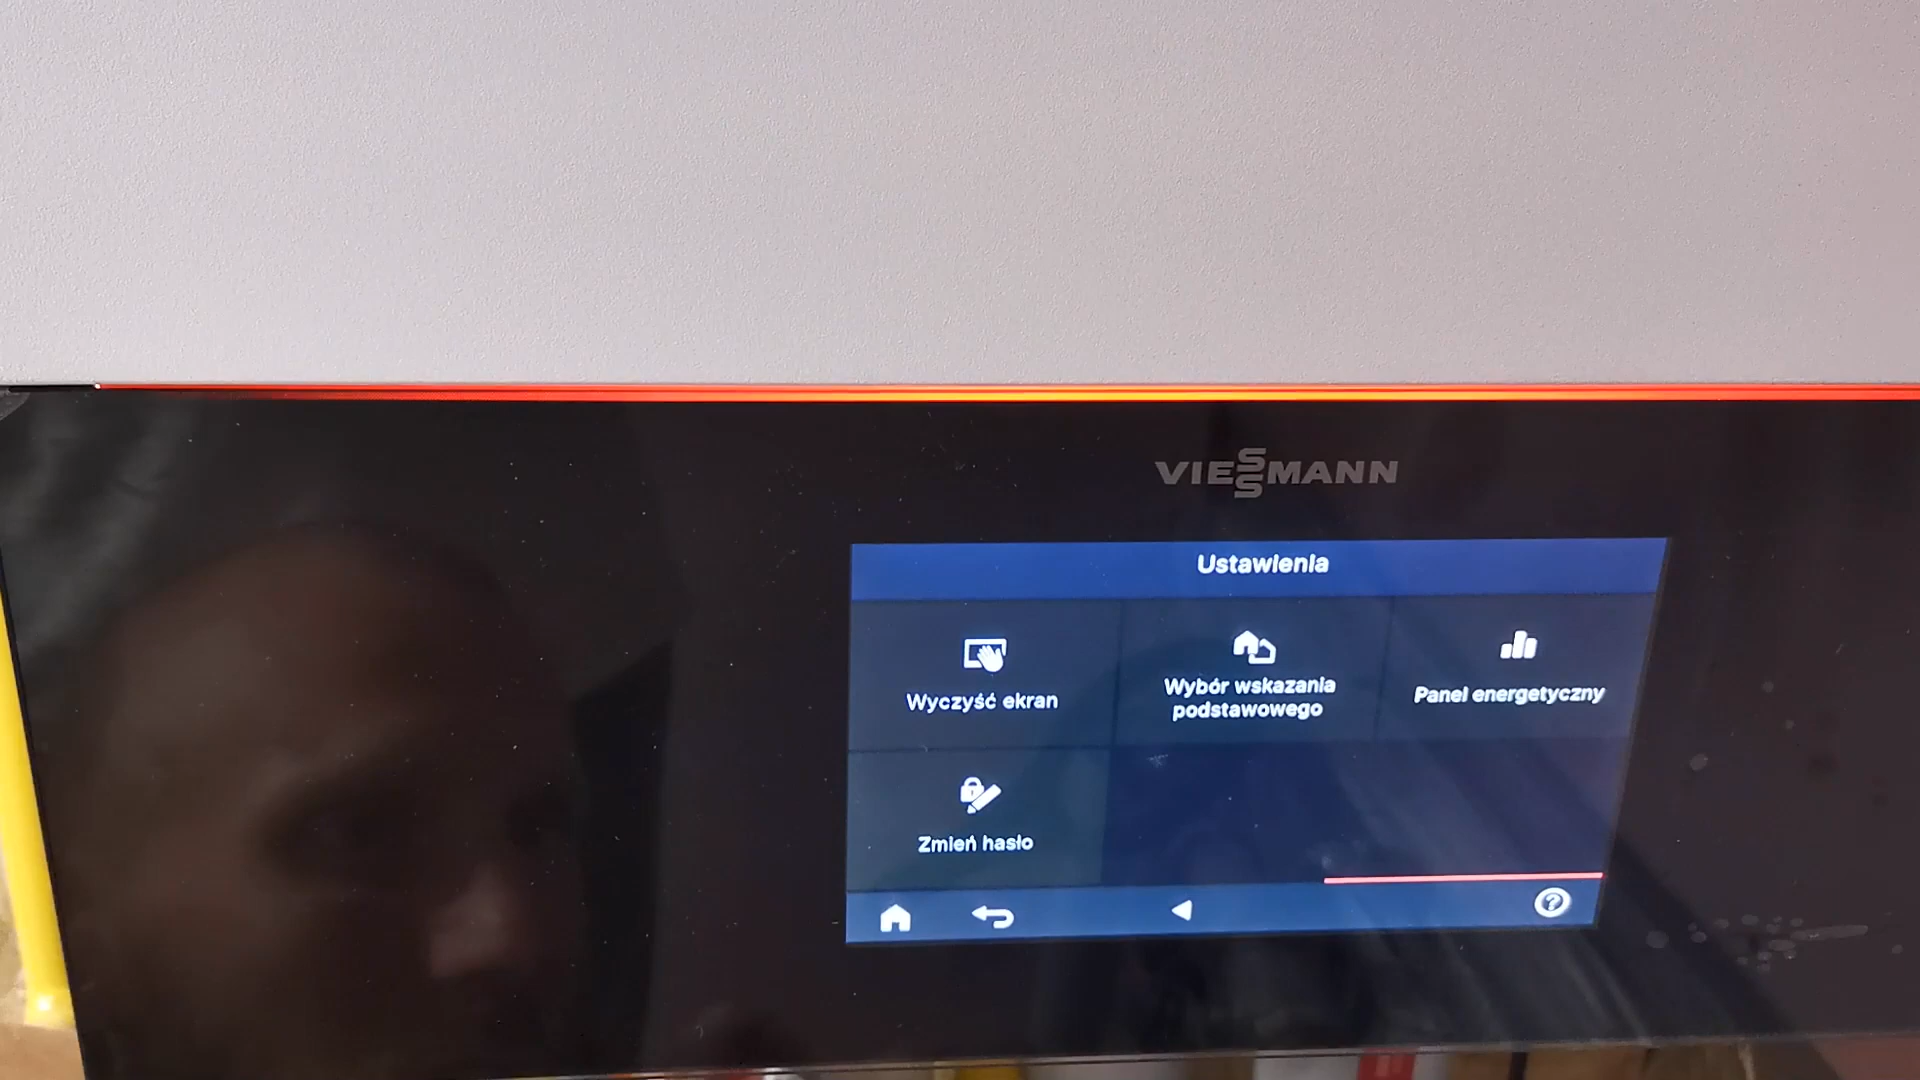 VIESSMANN
Ustawienia
Wyczyść ekran
Wybór wskazania
podstawowego
Panel energetyczny
Zmień hasło
?